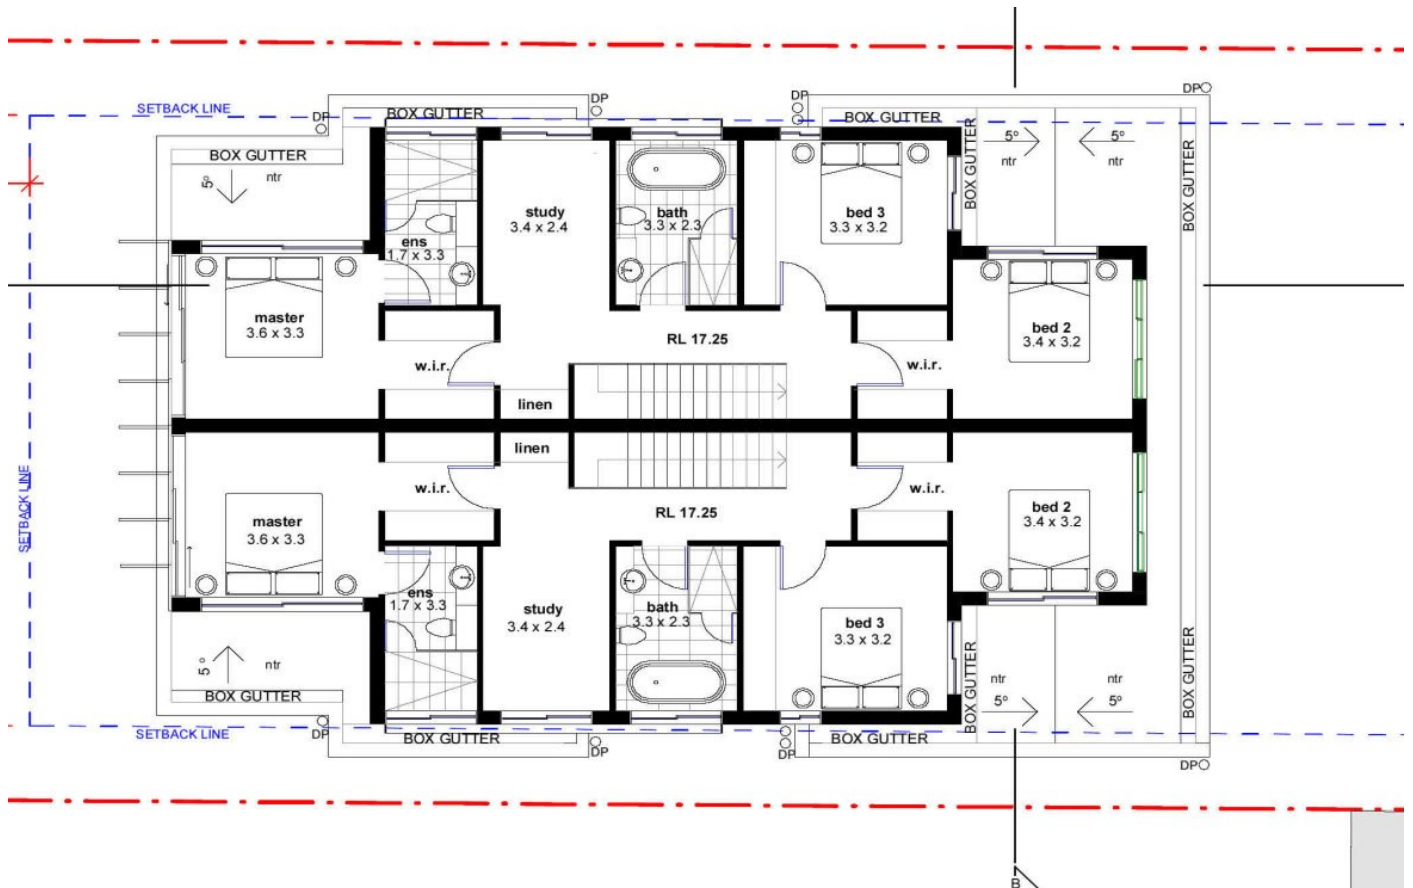 SETBACK LINE
DP
BOX GUTTER
DP
DP
BOX GUTTER
DP
BOX GUTTER
5°
ntr
5°
ntr
5°
ntr
BOX GUTTER
BOX GUTTER
ens
1.7 x 3.3
study
3.4 x 2.4
bath
3.3 x 2.3
bed 3
3.3 x 3.2
master
3.6 x 3.3
bed 2
3.4 x 3.2
w.i.r.
RL 17.25
w.i.r.
linen
linen
w.i.r.
RL 17.25
w.i.r.
SETBACK LINE
master
3.6 x 3.3
bed 2
3.4 x 3.2
ens
1.7 x 3.3
study
3.4 x 2.4
bath
3.3 x 2.3
bed 3
3.3 x 3.2
5°
ntr
BOX GUTTER
BOX GUTTER
BOX GUTTER
ntr
5°
ntr
5°
SETBACK LINE
DP
BOX GUTTER
DP
DP
BOX GUTTER
DP
B